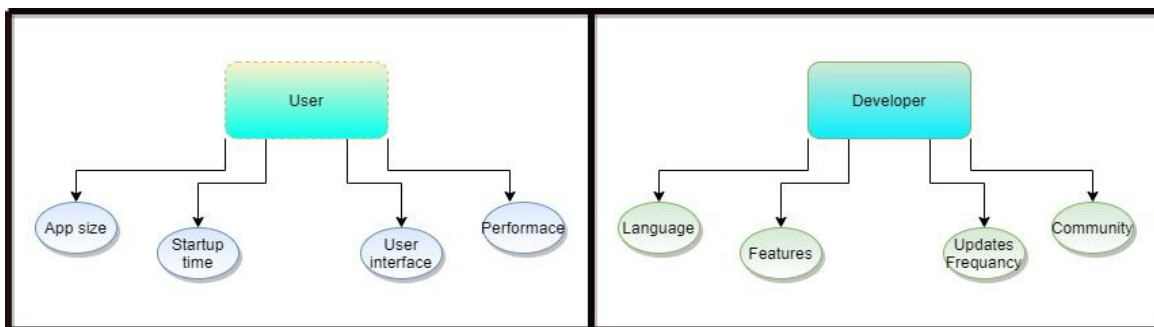 User
App size
Startup
time
User
interface
Performace
Developer
Language
Features
Updates
Frequancy
Community